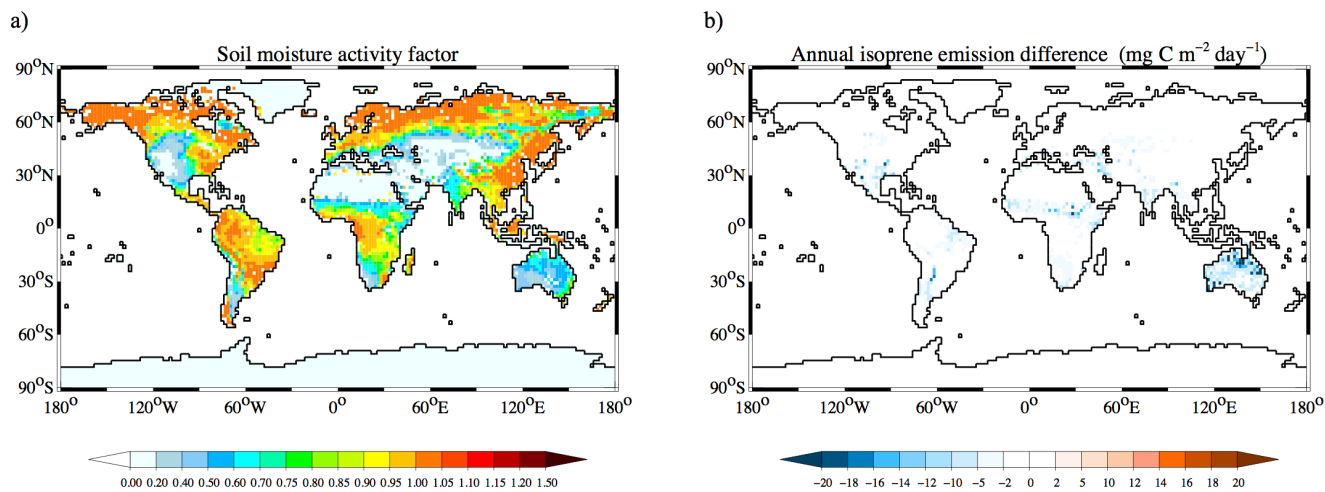 a)
Soil moisture activity factor
90°N
60°N
30°N
0°
30°S
60°S
90°S
180° 120°W 60°W 0° 60°E 120°E 180°
0.00 0.20 0.40 0.50 0.60 0.70 0.75 0.80 0.85 0.90 0.95 1.00 1.05 1.10 1.15 1.20 1.50
b)
Annual isoprene emission difference (mg C m⁻² day⁻¹)
90°N
60°N
30°N
0°
30°S
60°S
90°S
180° 120°W 60°W 0° 60°E 120°E 180°
−20 −18 −16 −14 −12 −10 −5 −2 0 2 5 10 12 14 16 18 20